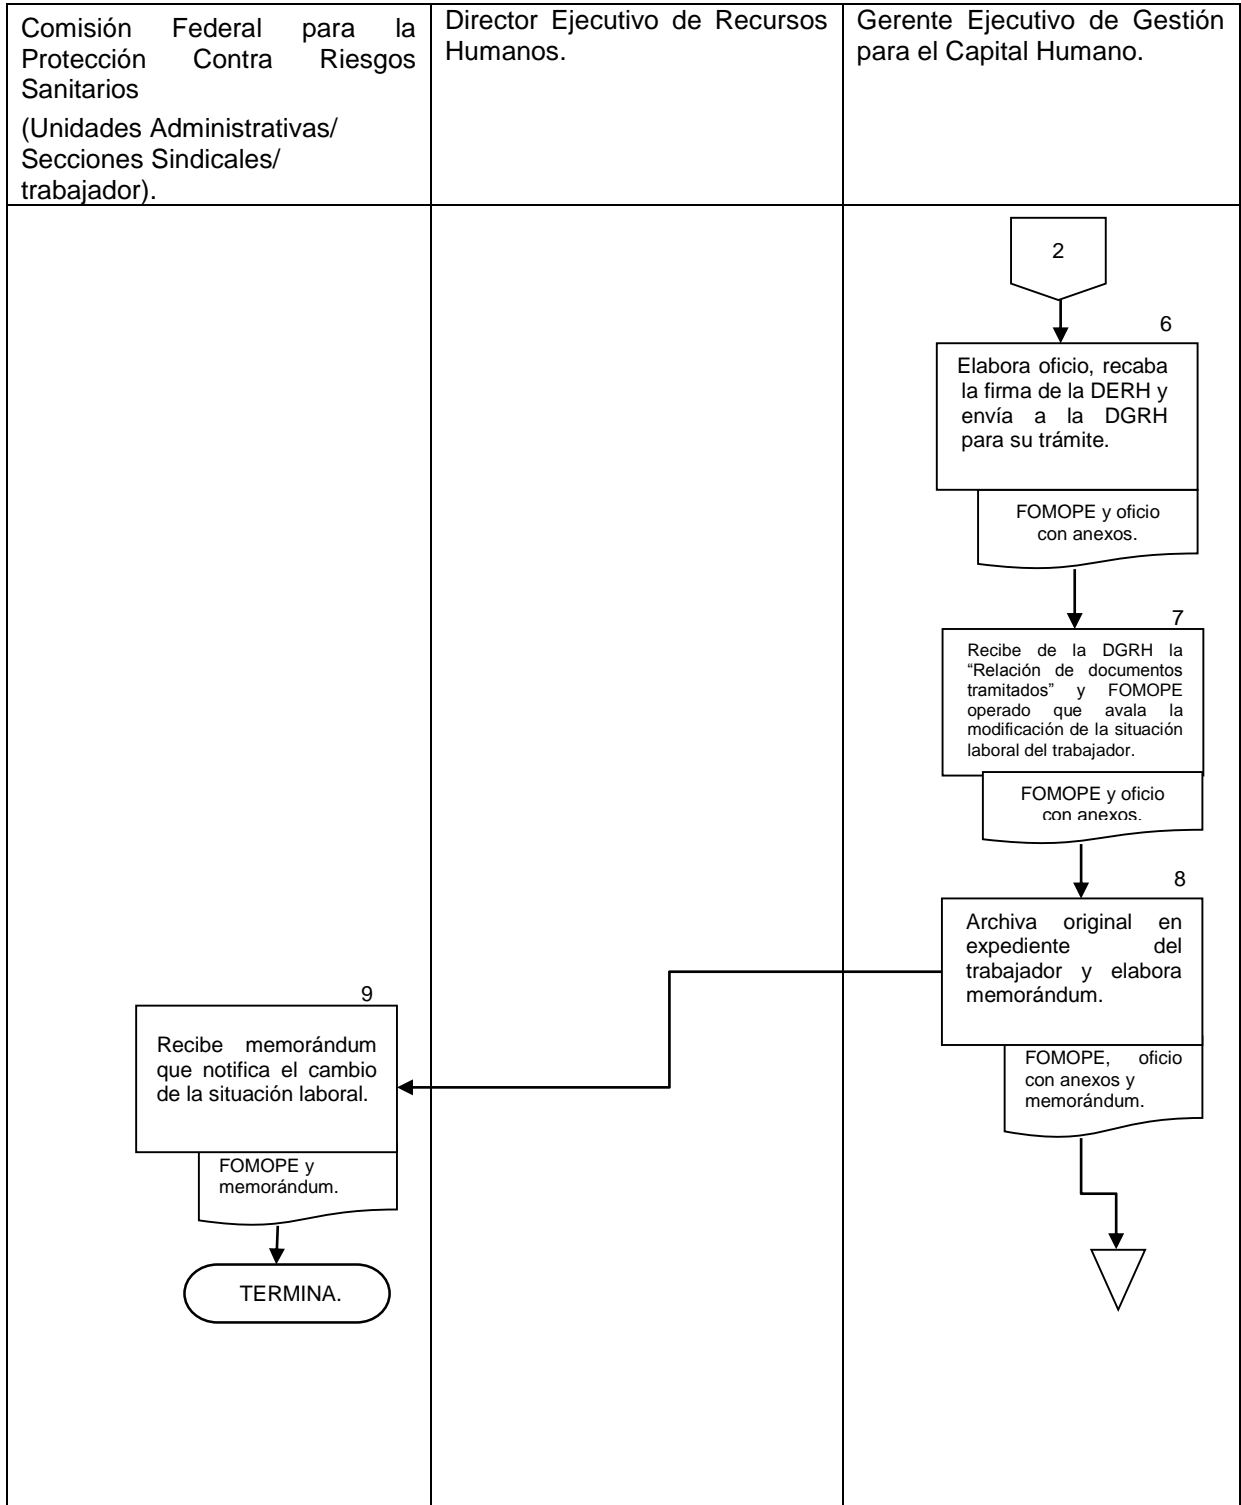 Comisión Federal para la
Protección Contra Riesgos
Sanitarios
(Unidades Administrativas/
Secciones Sindicales/
trabajador).
Director Ejecutivo de Recursos
Humanos.
Gerente Ejecutivo de Gestión
para el Capital Humano.
2
6
Elabora oficio, recaba
la firma de la DERH y
envía a la DGRH
para su trámite.
FOMOPE y oficio
con anexos.
7
Recibe de la DGRH la
“Relación de documentos
tramitados” y FOMOPE
operado que avala la
modificación de la situación
laboral del trabajador.
FOMOPE y oficio
con anexos.
8
Archiva original en
expediente del
trabajador y elabora
memorándum.
FOMOPE, oficio
con anexos y
memorándum.
9
Recibe memorándum
que notifica el cambio
de la situación laboral.
FOMOPE y
memorándum.
TERMINA.